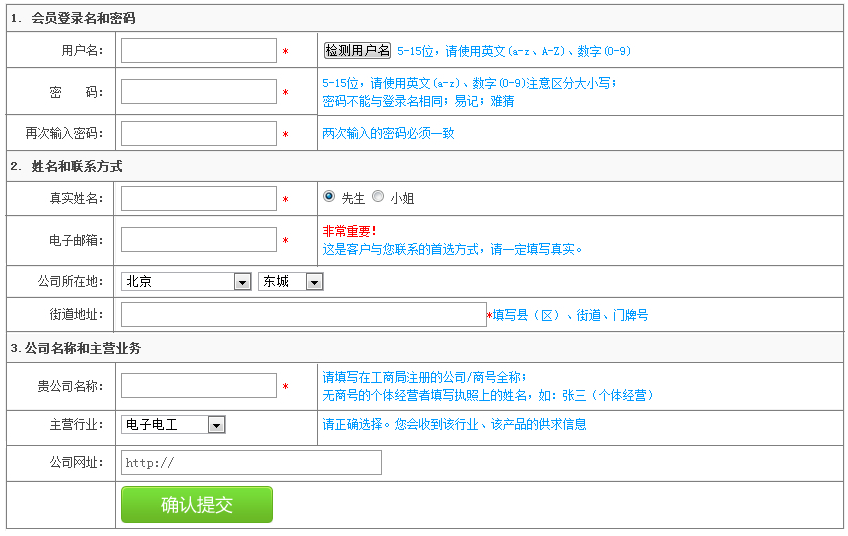 1. 会员登录名和密码
用户名： * 检测用户名 5-15位，请使用英文(a-z、A-Z)、数字(0-9)
密 码： * 5-15位，请使用英文(a-z)、数字(0-9)注意区分大小写；
密码不能与登录名相同；易记；难猜
再次输入密码： * 两次输入的密码必须一致
2. 姓名和联系方式
真实姓名： * 先生 小姐
电子邮箱： * 非常重要！
这是客户与您联系的首选方式，请一定填写真实。
公司所在地： 北京 东城
街道地址： *填写县（区）、街道、门牌号
3.公司名称和主营业务
贵公司名称： * 请填写在工商局注册的公司/商号全称；
无商号的个体经营者填写执照上的姓名，如：张三（个体经营）
主营行业： 电子电工 请正确选择。您会收到该行业、该产品的供求信息
公司网址： http://
确认提交